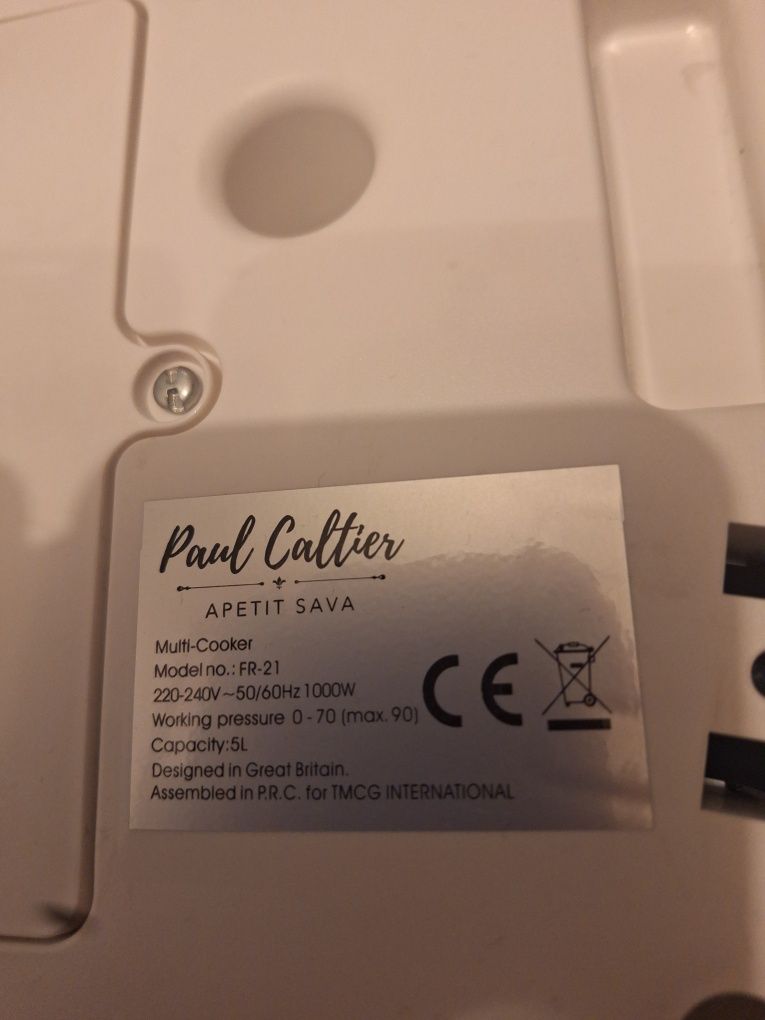 Paul Caltier
APETIT SAVA
Multi-Cooker
Model no.: FR-21
220-240V~50/60Hz 1000W
Working pressure 0 - 70 (max. 90)
Capacity:5L
Designed in Great Britain.
Assembled in P.R.C. for TMCG INTERNATIONAL
CE